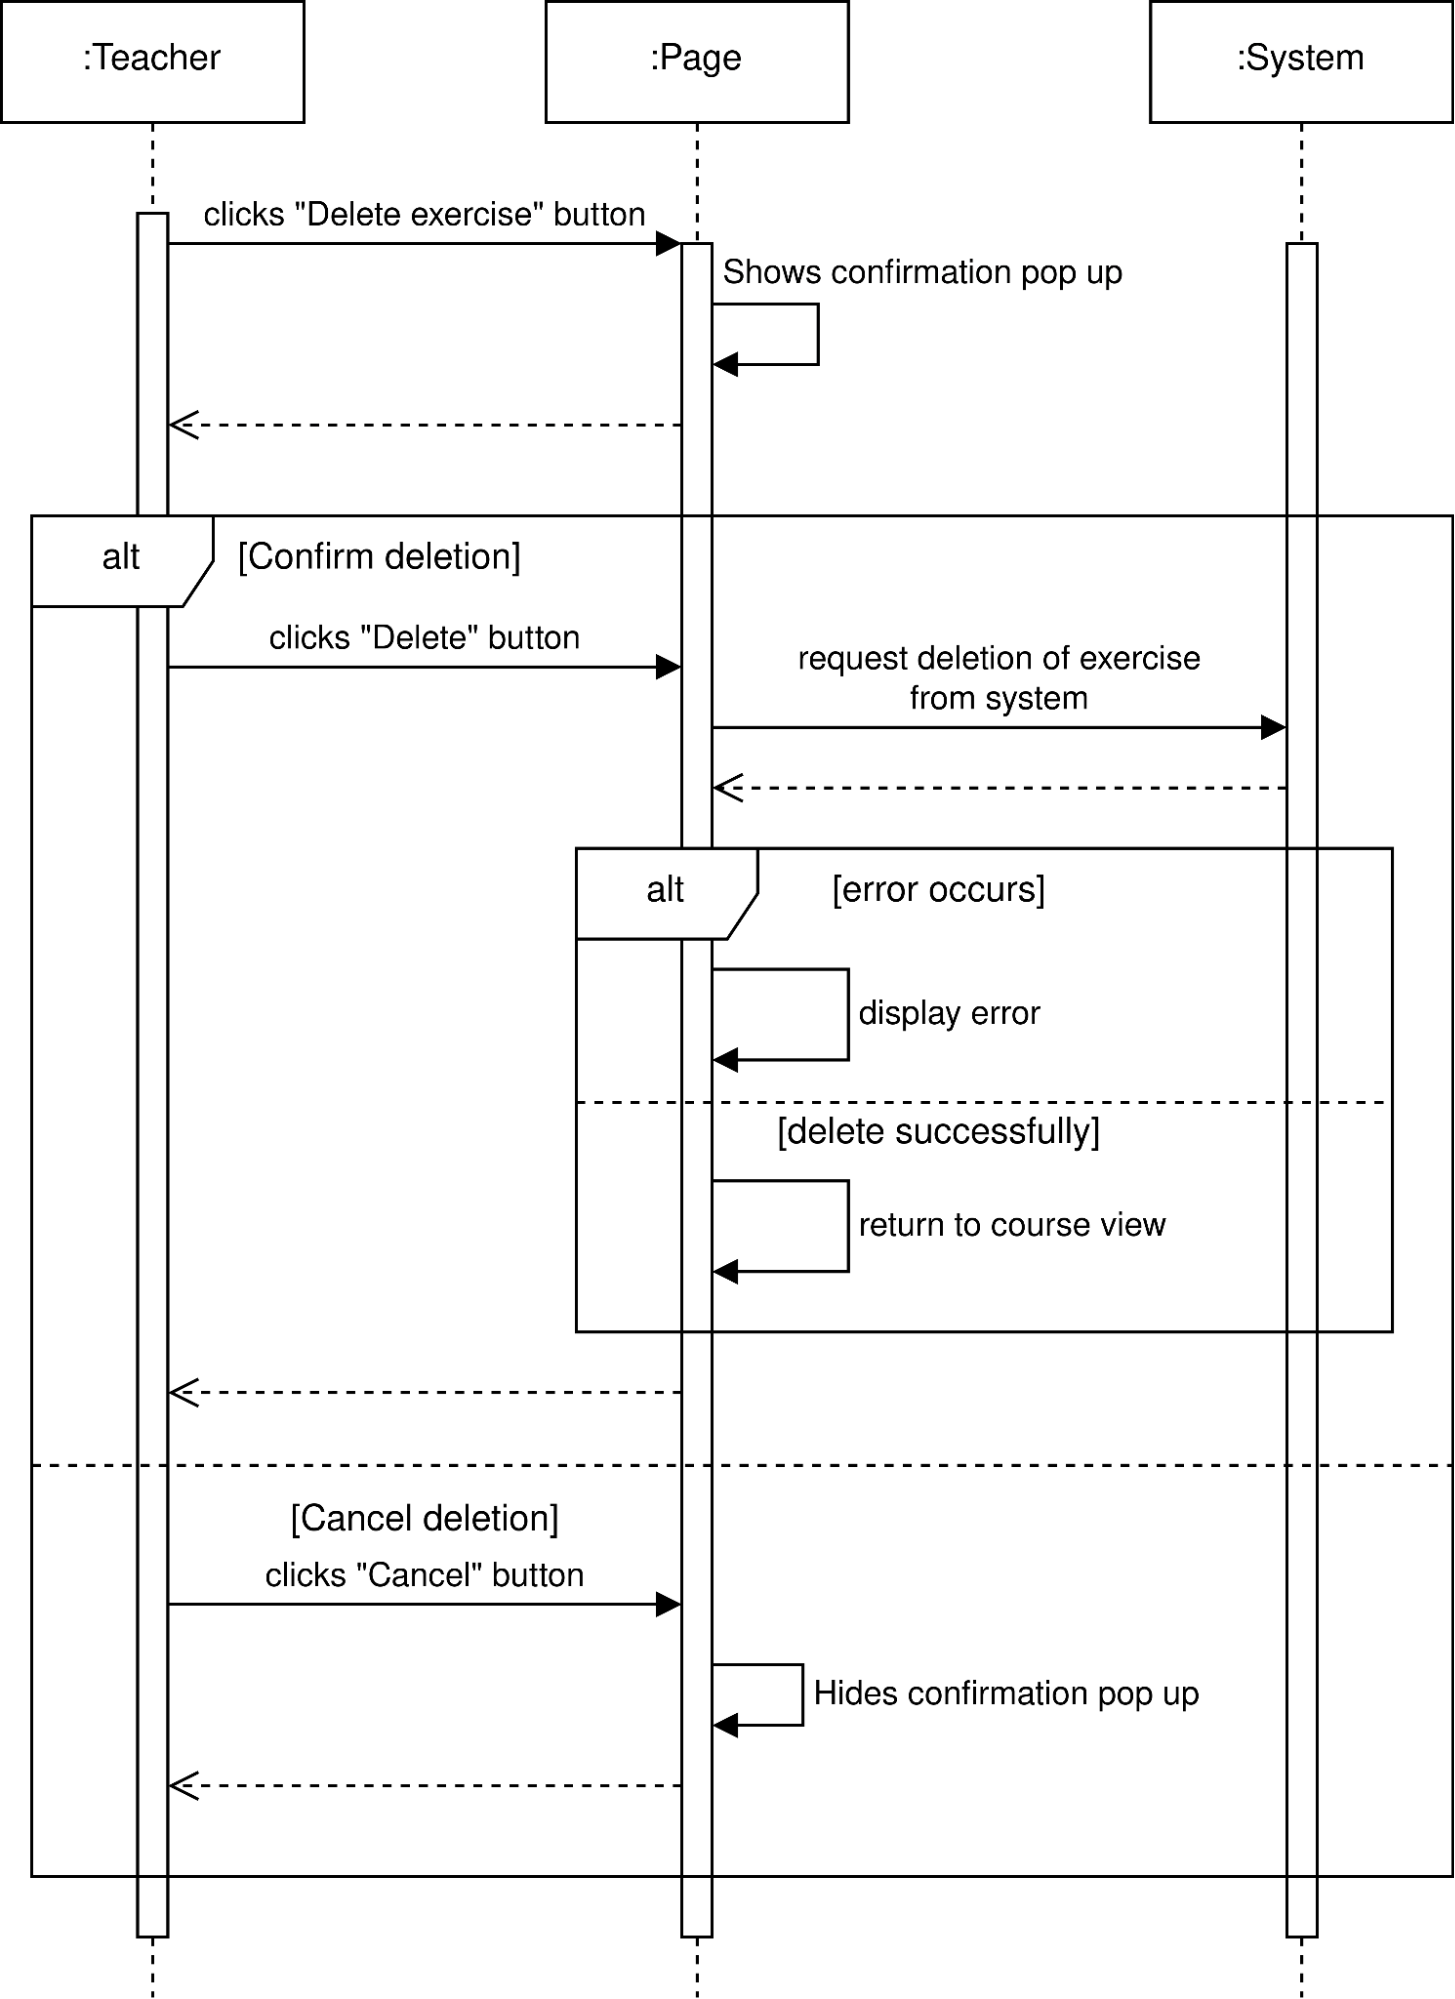 :Teacher
:Page
:System
clicks "Delete exercise" button
Shows confirmation pop up
alt
[Confirm deletion]
clicks "Delete" button
request deletion of exercise
from system
alt
[error occurs]
display error
[delete successfully]
return to course view
[Cancel deletion]
clicks "Cancel" button
Hides confirmation pop up